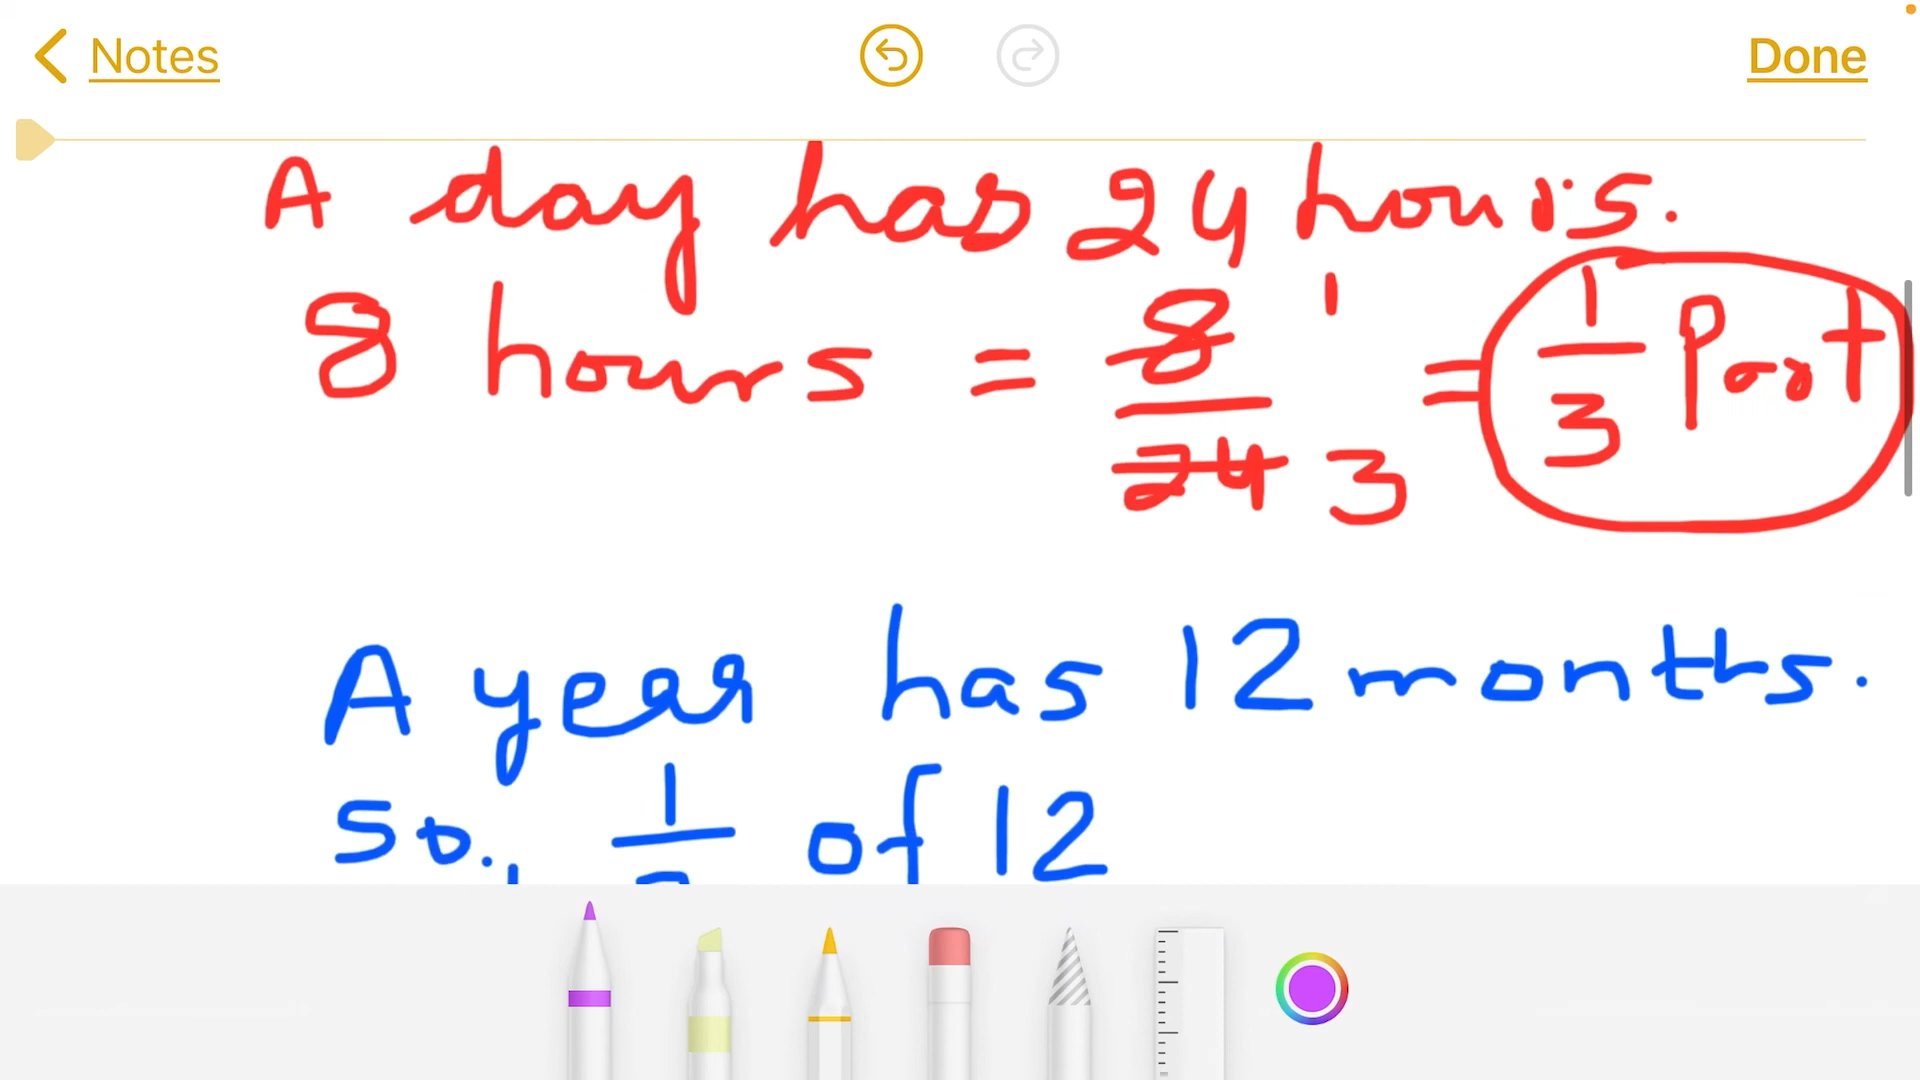 Notes
Done
A day has 24 hours.
8 hours = 8/24 1/3 = 1/3 Part
A year has 12 months.
So., 1/ of 12